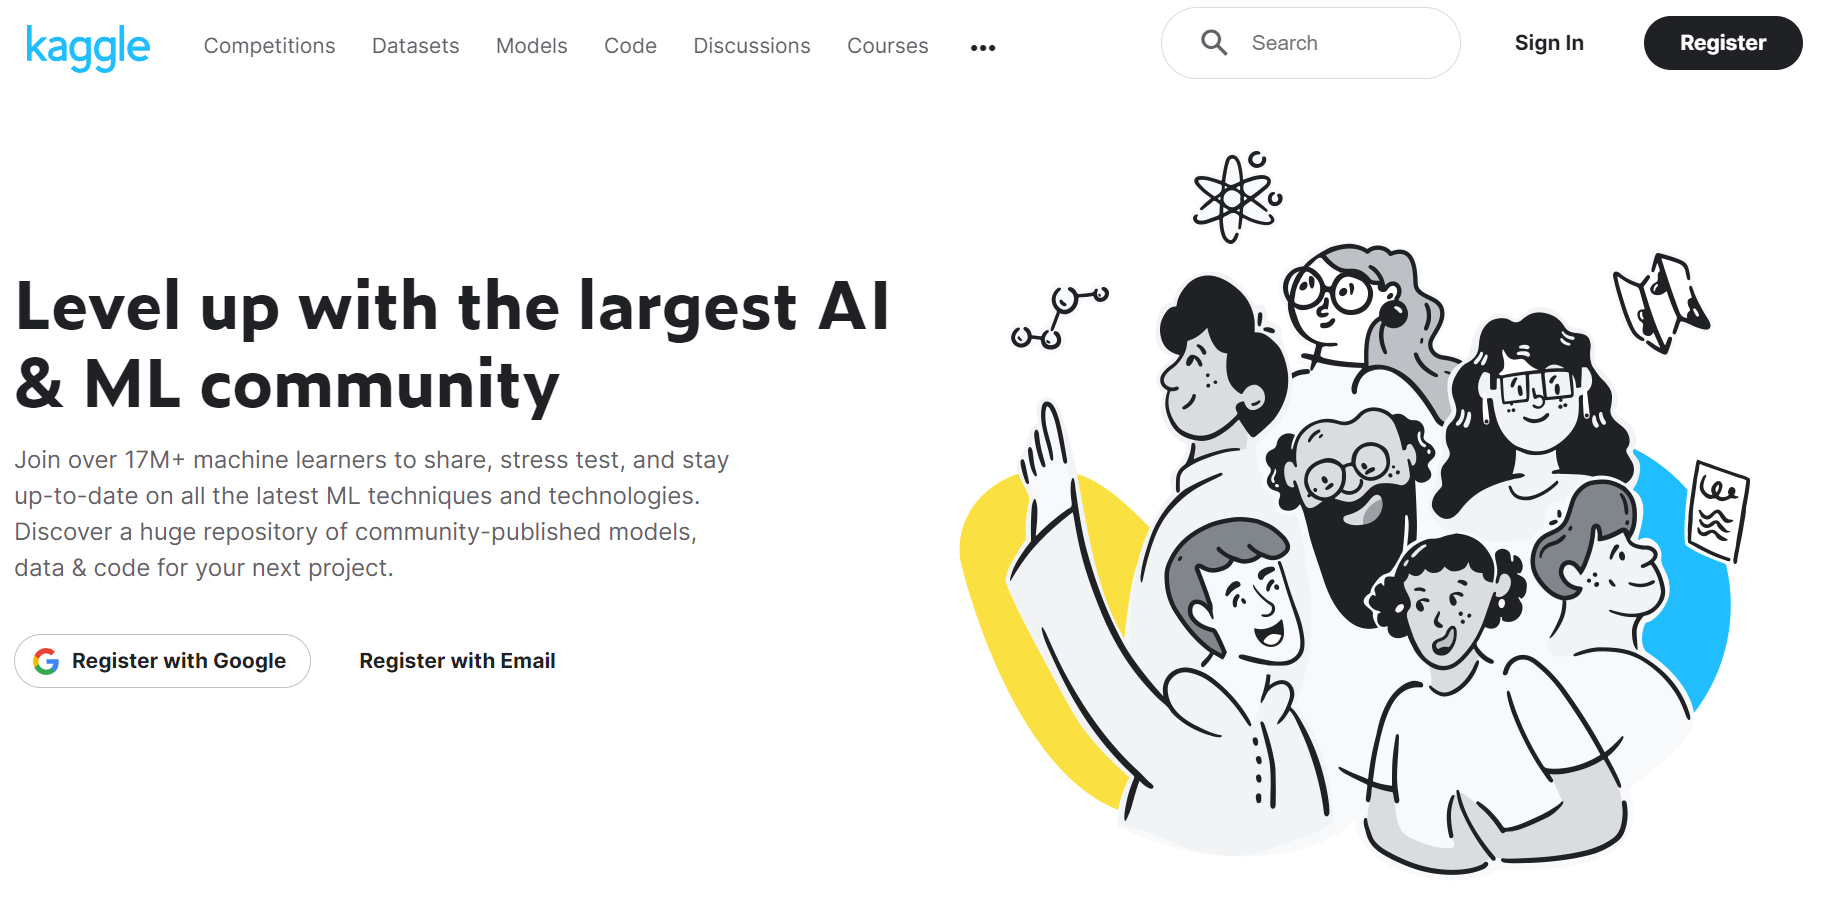 kaggle
Competitions Datasets Models Code Discussions Courses
Search
Sign In
Register
Level up with the largest AI
& ML community
Join over 17M+ machine learners to share, stress test, and stay
up-to-date on all the latest ML techniques and technologies.
Discover a huge repository of community-published models,
data & code for your next project.
Register with Google
Register with Email